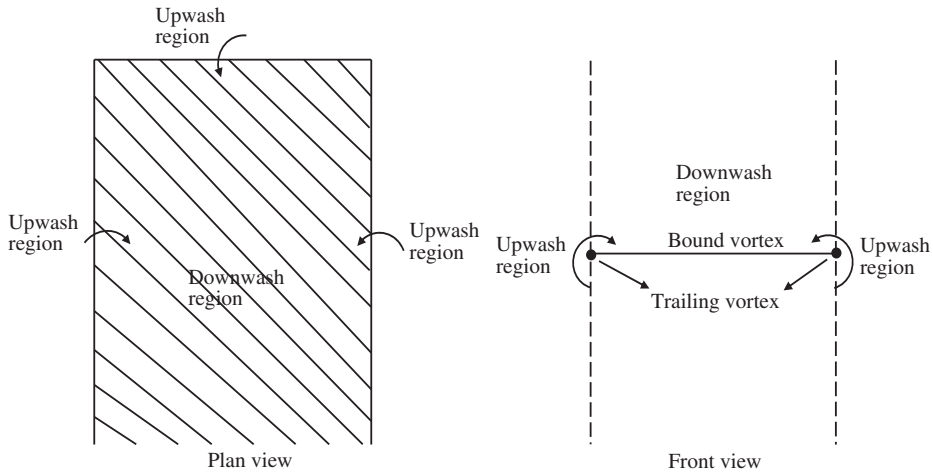 Upwash
region
Upwash
region
Upwash
region
Downwash
region
Plan view
Downwash
region
Upwash
region
Bound vortex
Upwash
region
Trailing vortex
Front view